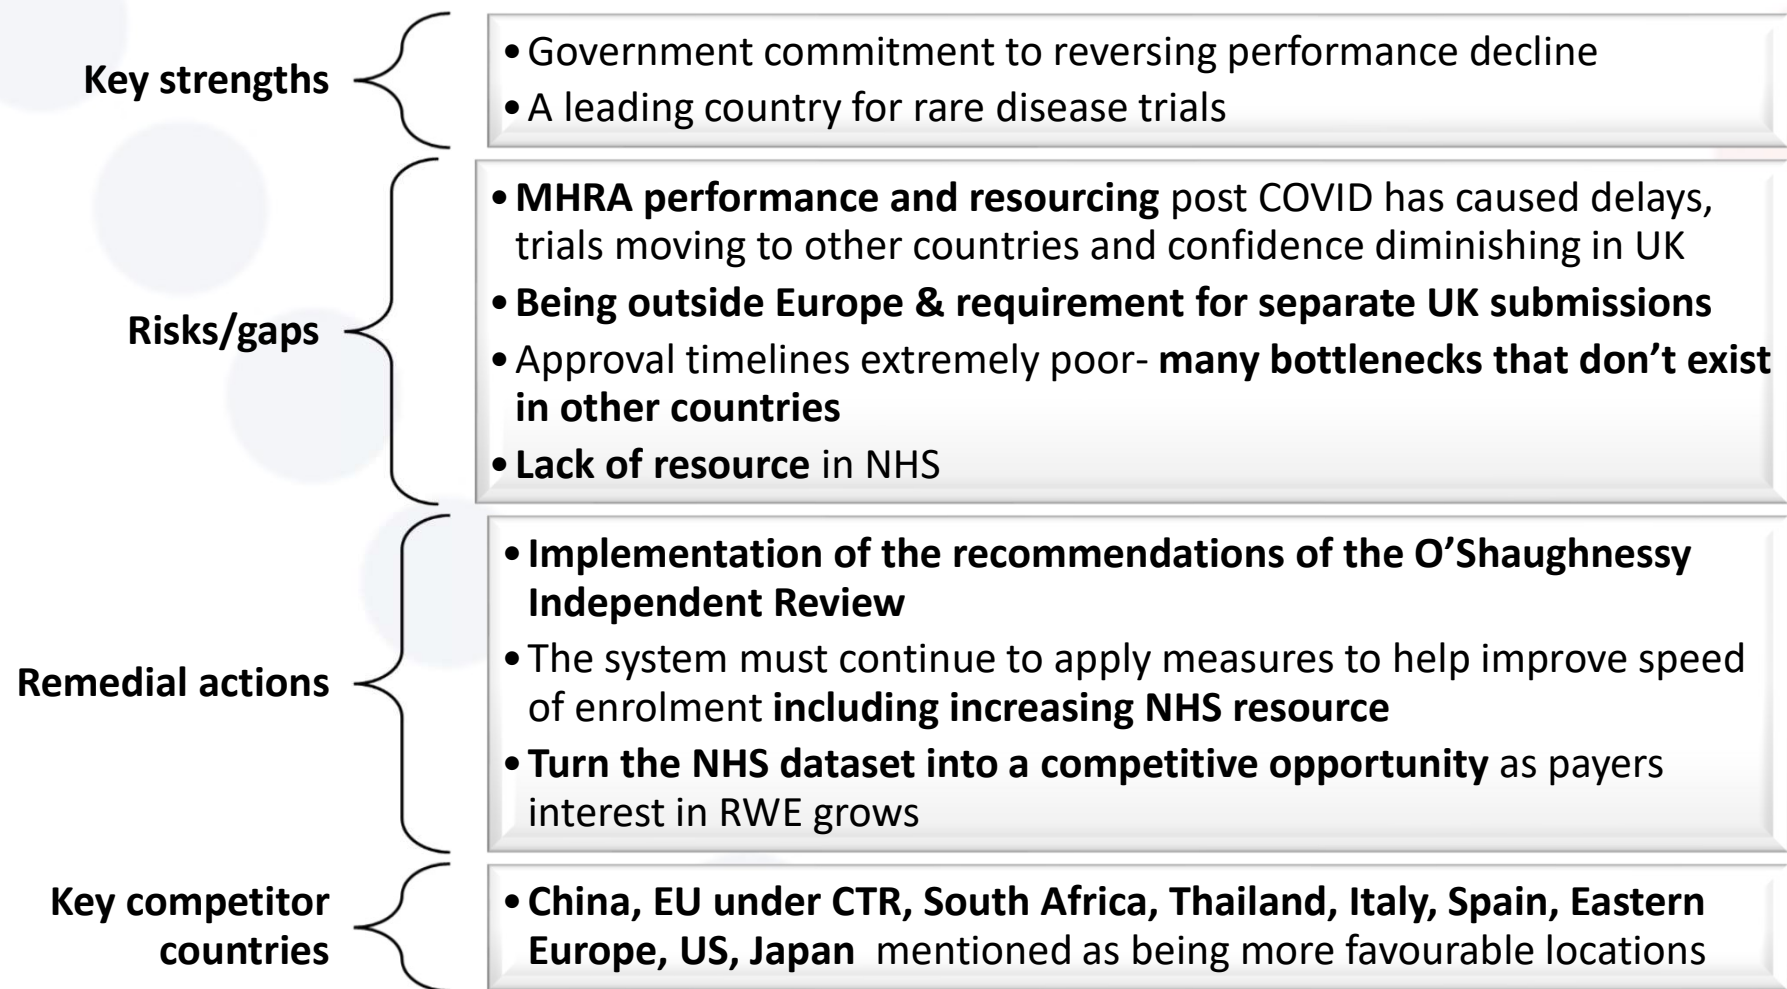 Key strengths
• Government commitment to reversing performance decline
• A leading country for rare disease trials
Risks/gaps
• MHRA performance and resourcing post COVID has caused delays,
trials moving to other countries and confidence diminishing in UK
• Being outside Europe & requirement for separate UK submissions
• Approval timelines extremely poor- many bottlenecks that don’t exist
in other countries
• Lack of resource in NHS
Remedial actions
• Implementation of the recommendations of the O’Shaughnessy
Independent Review
• The system must continue to apply measures to help improve speed
of enrolment including increasing NHS resource
• Turn the NHS dataset into a competitive opportunity as payers
interest in RWE grows
Key competitor
countries
• China, EU under CTR, South Africa, Thailand, Italy, Spain, Eastern
Europe, US, Japan mentioned as being more favourable locations